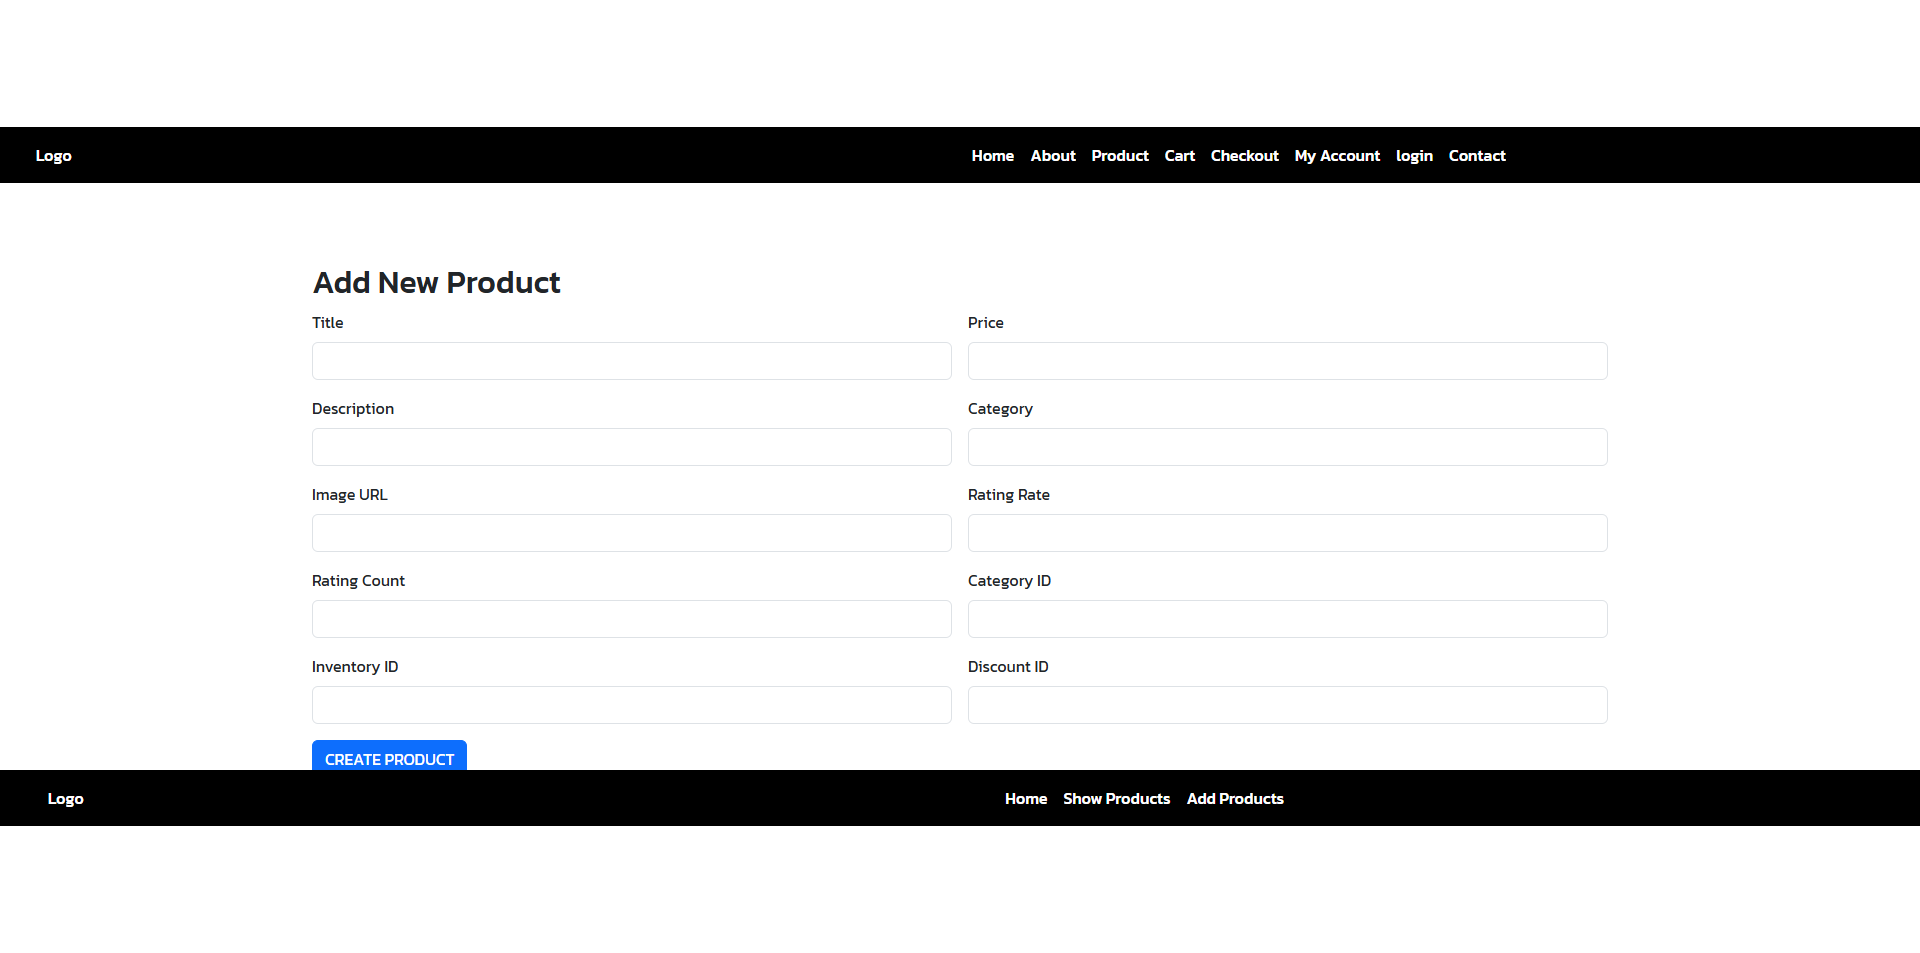 Logo Home About Product Cart Checkout My Account login Contact
Add New Product
Title Price
Description Category
Image URL Rating Rate
Rating Count Category ID
Inventory ID Discount ID
CREATE PRODUCT
Logo Home Show Products Add Products